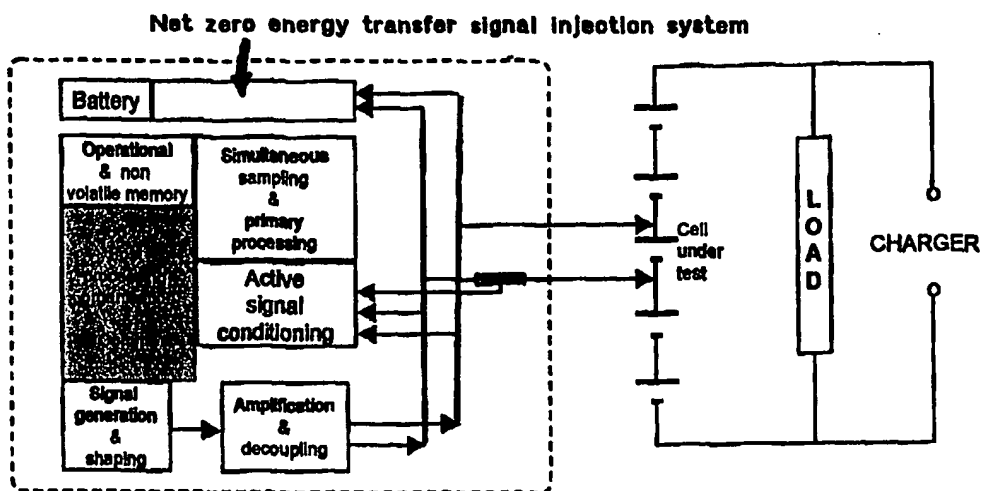 Net zero energy transfer signal injection system
Battery
Operational
& non
volatile memory
Simultaneous
sampling
&
primary
processing
Active
signal
conditioning
Signal
generation
&
shaping
Amplification
&
decoupling
Cell
under
test
LOAD
CHARGER